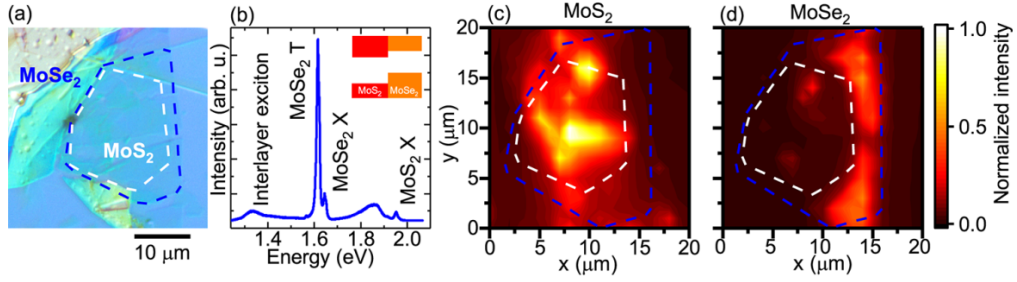 (a)
MoSe2
MoS2
10 μm
(b)
Intensity (arb. u.)
Interlayer exciton
MoSe2 T
MoSe2 X
MoS2 X
MoS2
MoSe2
1.4 1.6 1.8 2.0
Energy (eV)
(c) MoS2
y (μm)
20
15
10
5
0
0 5 10 15 20
x (μm)
(d) MoSe2
0 5 10 15 20
x (μm)
1.0
0.5
0.0
Normalized intensity